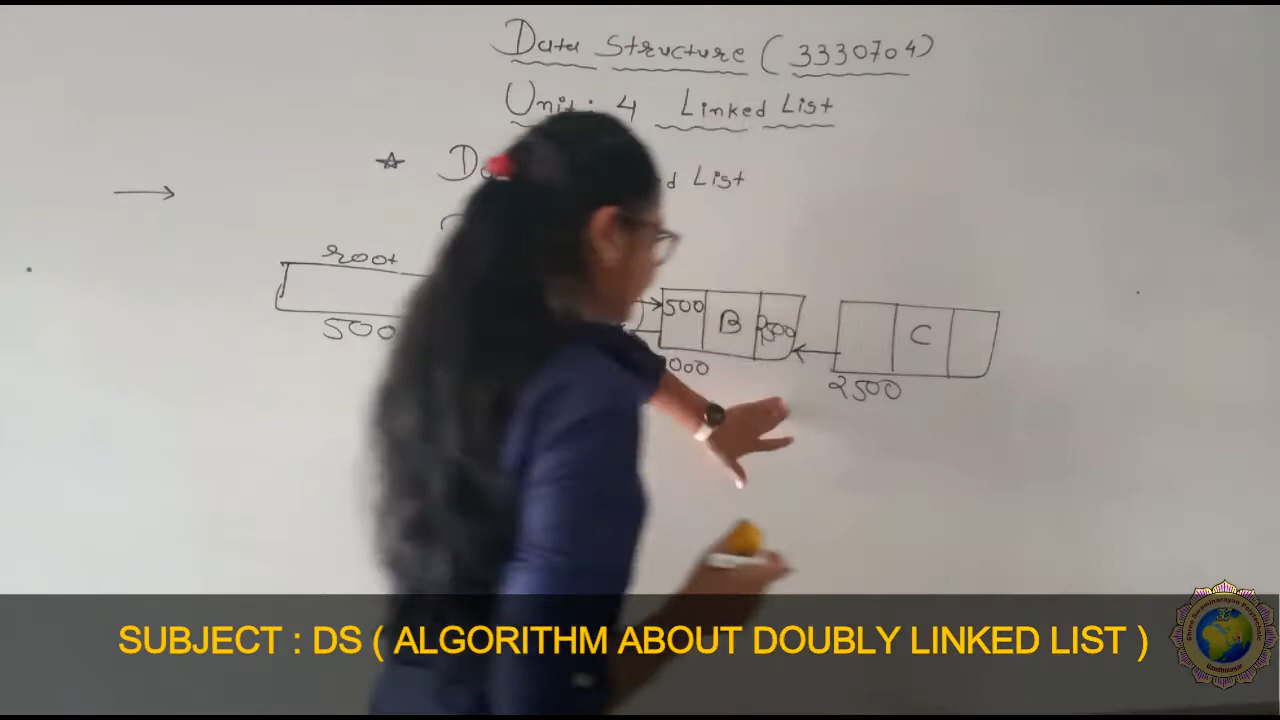 Data Structure (3330704)
Unit: 4 Linked List
List
root
500
500 B 2500
C
2500
SUBJECT : DS ( ALGORITHM ABOUT DOUBLY LINKED LIST )